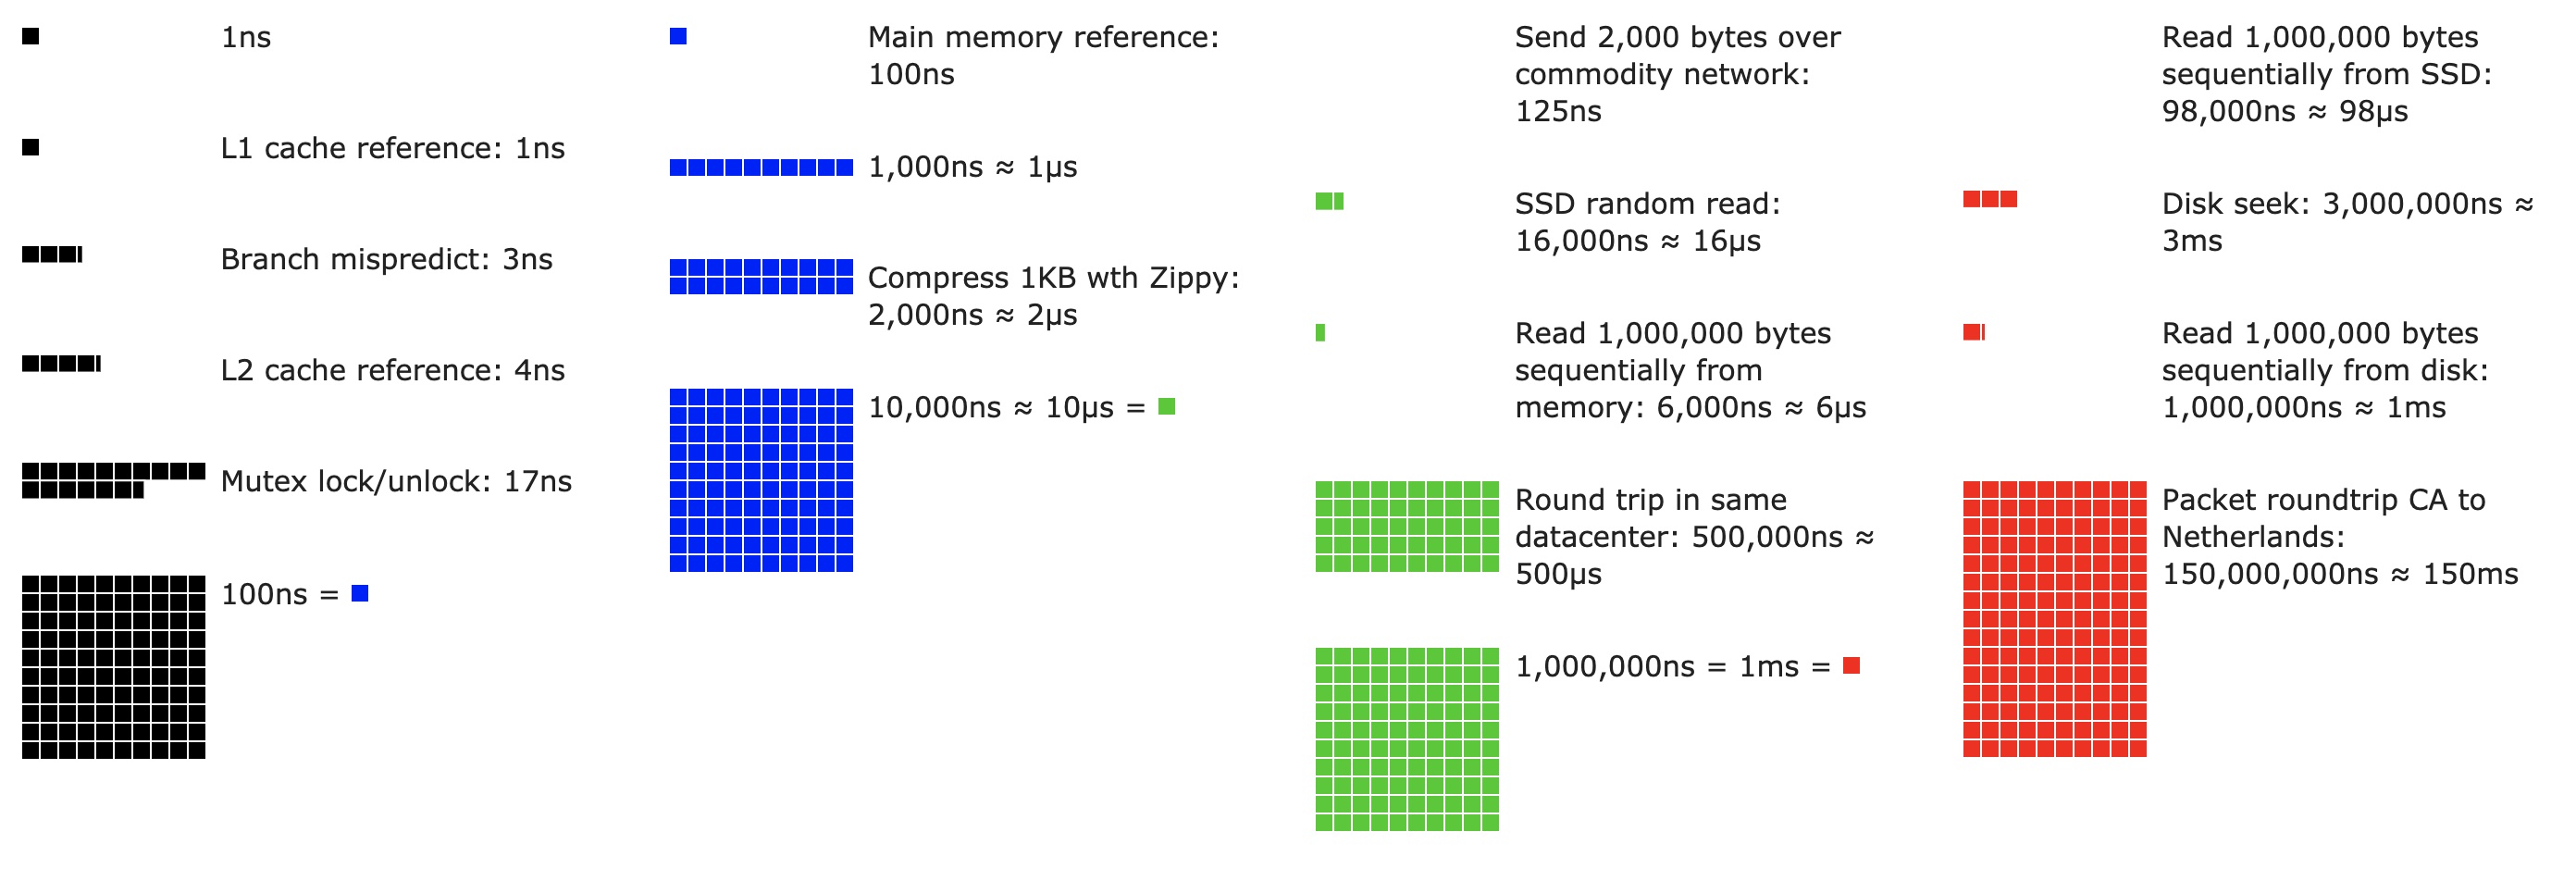 1ns
L1 cache reference: 1ns
Branch mispredict: 3ns
L2 cache reference: 4ns
Mutex lock/unlock: 17ns
100ns =
Main memory reference:
100ns
1,000ns ≈ 1μs
Compress 1KB wth Zippy:
2,000ns ≈ 2μs
10,000ns ≈ 10μs =
Send 2,000 bytes over
commodity network:
125ns
SSD random read:
16,000ns ≈ 16μs
Read 1,000,000 bytes
sequentially from
memory: 6,000ns ≈ 6μs
Round trip in same
datacenter: 500,000ns ≈
500μs
1,000,000ns = 1ms =
Read 1,000,000 bytes
sequentially from SSD:
98,000ns ≈ 98μs
Disk seek: 3,000,000ns ≈
3ms
Read 1,000,000 bytes
sequentially from disk:
1,000,000ns ≈ 1ms
Packet roundtrip CA to
Netherlands:
150,000,000ns ≈ 150ms